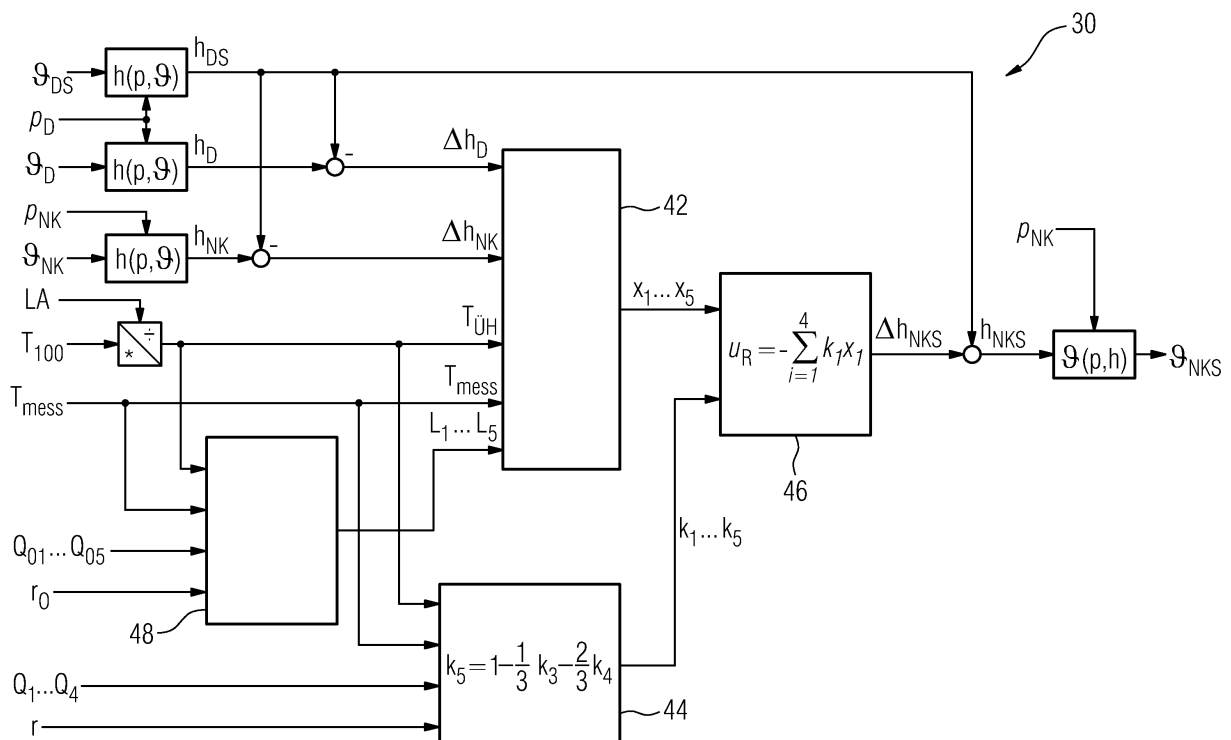 30
ϑDS
h(p,ϑ)
hDS
pD
ϑD
h(p,ϑ)
hD
-
ΔhD
42
pNK
ϑNK
h(p,ϑ)
hNK
-
ΔhNK
LA
T100
÷
*
TÜH
Tmess
Tmess
L1...L5
x1...x5
uR = - 4 Σ i=1 k1x1
46
ΔhNKS
hNKS
pNK
ϑ(p,h)
ϑNKS
Q01...Q05
r0
48
k1...k5
k5 = 1 - 1/3 k3 - 2/3 k4
44
Q1...Q4
r